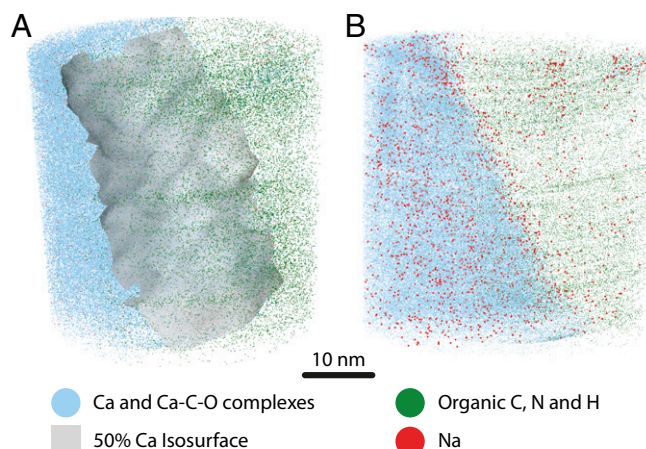 A B
10 nm
Ca and Ca-C-O complexes Organic C, N and H
50% Ca Isosurface Na